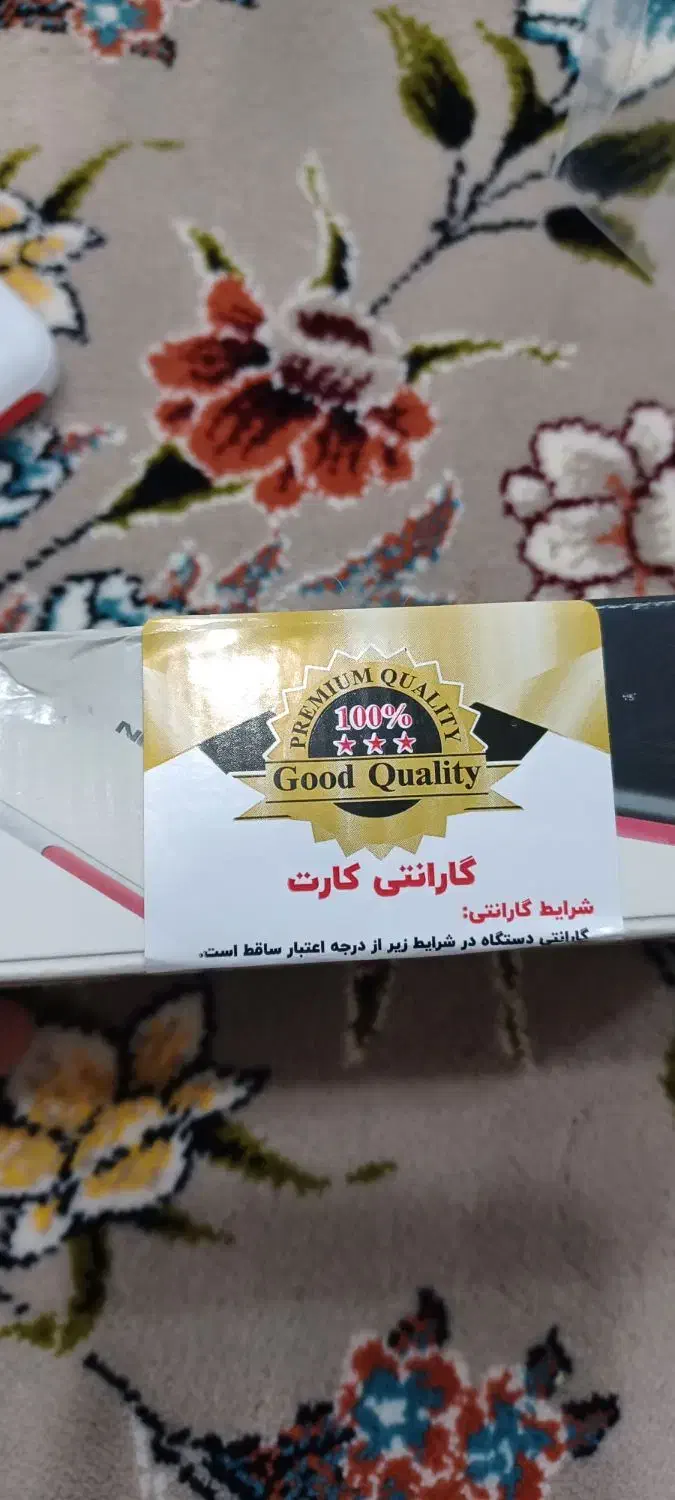 PREMIUM QUALITY
100%
Good Quality
گارانتی کارت
شرایط گارانتی:
گارانتی دستگاه در شرایط زیر از درجه اعتبار ساقط است.